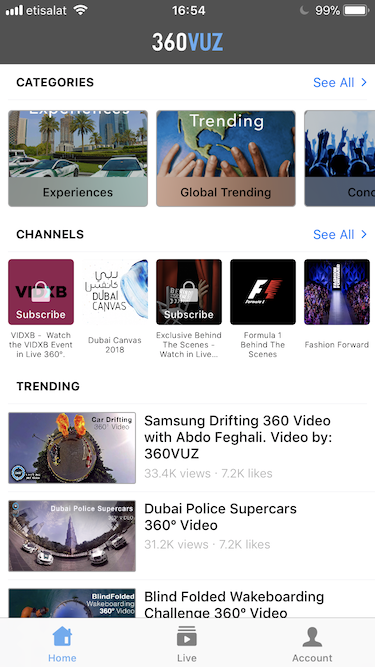 etisalat 16:54 99%
360VUZ
CATEGORIES See All
Experiences
Experiences
Trending
Global Trending
Conc
CHANNELS See All
VIDXB
Subscribe
VIDXB - Watch
the VIDXB Event
in Live 360°.
دبي
كانفس
DUBAI
CANVAS
Dubai Canvas
2018
Subscribe
Exclusive Behind
The Scenes -
Watch in Live...
F1
Formula 1
Formula 1
Behind The
Scenes
Fashion Forward
TRENDING
Car Drifting
360° Video
Samsung Drifting 360 Video
with Abdo Feghali. Video by:
360VUZ
33.4K views · 7.2K likes
Dubai Police Supercars
360° VIDEO
Dubai Police Supercars
360° Video
31.2K views · 7.2K likes
BlindFolded
Wakeboarding
360° Video
Blind Folded Wakeboarding
Challenge 360° Video
Home Live Account